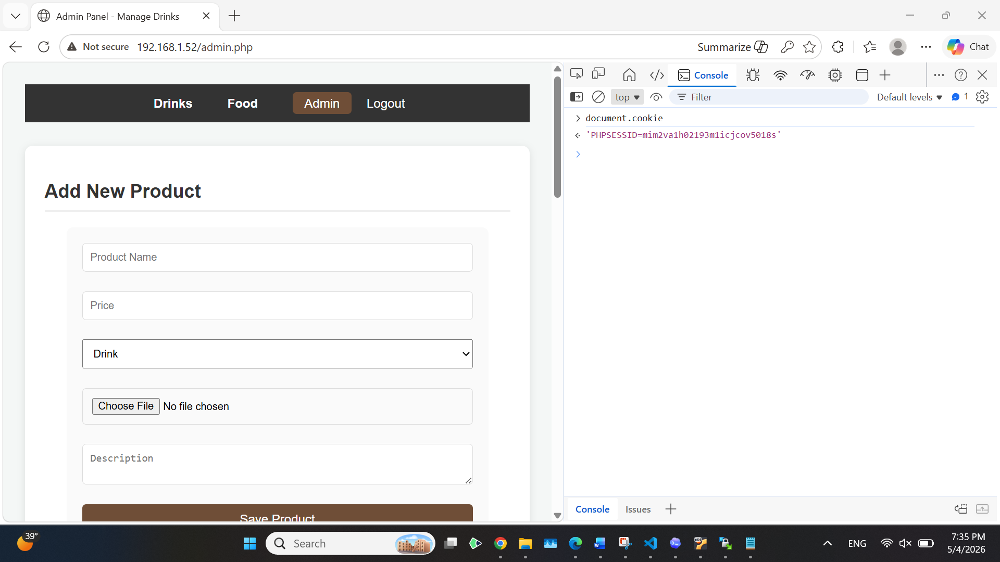 Admin Panel - Manage Drinks
Not secure 192.168.1.52/admin.php Summarize Chat
Drinks Food Admin Logout
Add New Product
Product Name
Price
Drink
Choose File No file chosen
Description
Save Product
Console
top Filter Default levels 1
document.cookie
'PHPSESSID=mim2va1h02193m1icjcov5018s'
Console Issues
39°
Search
ENG
7:35 PM
5/4/2026